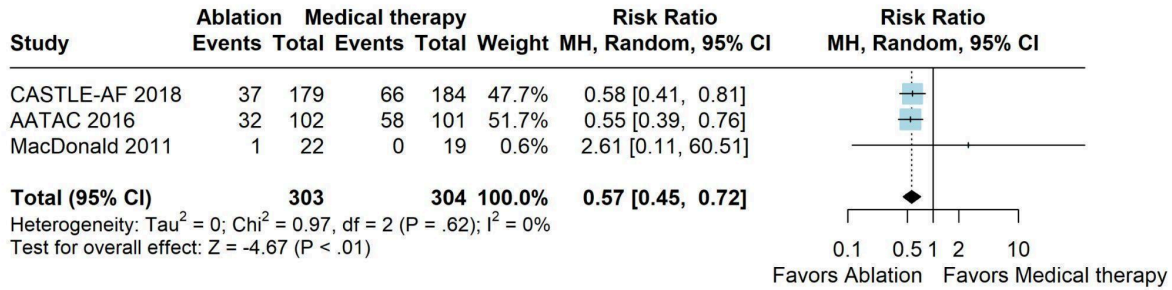 Ablation Medical therapy Risk Ratio Risk Ratio
Study Events Total Events Total Weight MH, Random, 95% CI MH, Random, 95% CI
CASTLE-AF 2018 37 179 66 184 47.7% 0.58 [0.41, 0.81]
AATAC 2016 32 102 58 101 51.7% 0.55 [0.39, 0.76]
MacDonald 2011 1 22 0 19 0.6% 2.61 [0.11, 60.51]
Total (95% CI) 303 304 100.0% 0.57 [0.45, 0.72]
Heterogeneity: Tau² = 0; Chi² = 0.97, df = 2 (P = .62); I² = 0%
Test for overall effect: Z = -4.67 (P < .01)
0.1 0.5 1 2 10
Favors Ablation Favors Medical therapy